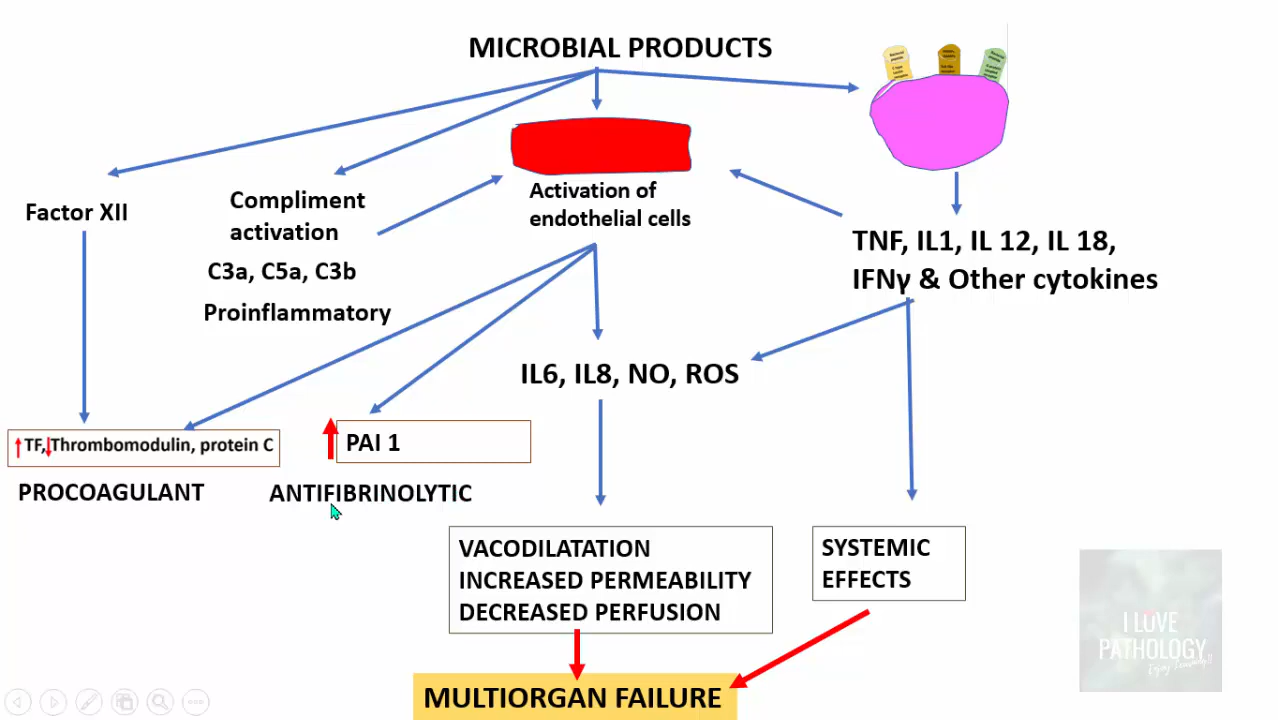 MICROBIAL PRODUCTS
Factor XII
Compliment
activation
C3a, C5a, C3b
Proinflammatory
Activation of
endothelial cells
TNF, IL1, IL 12, IL 18,
IFNγ & Other cytokines
IL6, IL8, NO, ROS
TF, Thrombomodulin, protein C
PROCOAGULANT
PAI 1
ANTIFIBRINOLYTIC
VACODILATATION
INCREASED PERMEABILITY
DECREASED PERFUSION
SYSTEMIC
EFFECTS
MULTIORGAN FAILURE
I LOVE
PATHOLOGY